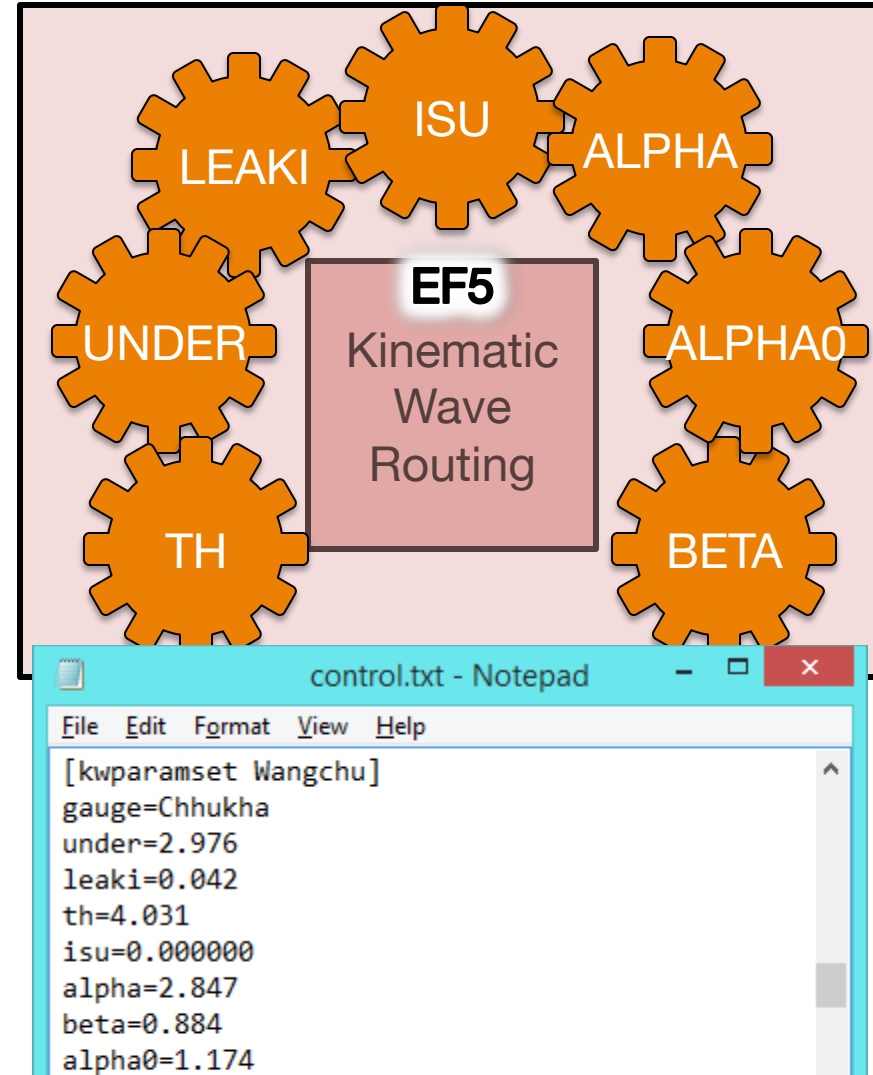 ISU
LEAKI
ALPHA
EF5
UNDER
Kinematic
Wave
Routing
ALPHA0
TH
BETA
control.txt - Notepad
File Edit Format View Help
[kwparamset Wangchu]
gauge=Chhukha
under=2.976
leaki=0.042
th=4.031
isu=0.000000
alpha=2.847
beta=0.884
alpha0=1.174